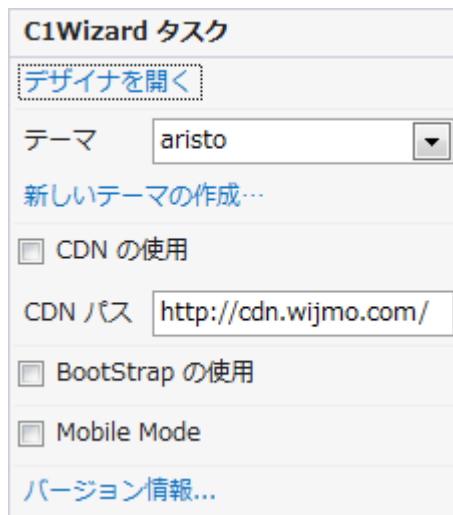 C1Wizard タスク
デザイナを開く
テーマ aristo
新しいテーマの作成…
CDN の使用
CDN パス http://cdn.wijmo.com/
BootStrap の使用
Mobile Mode
バージョン情報...